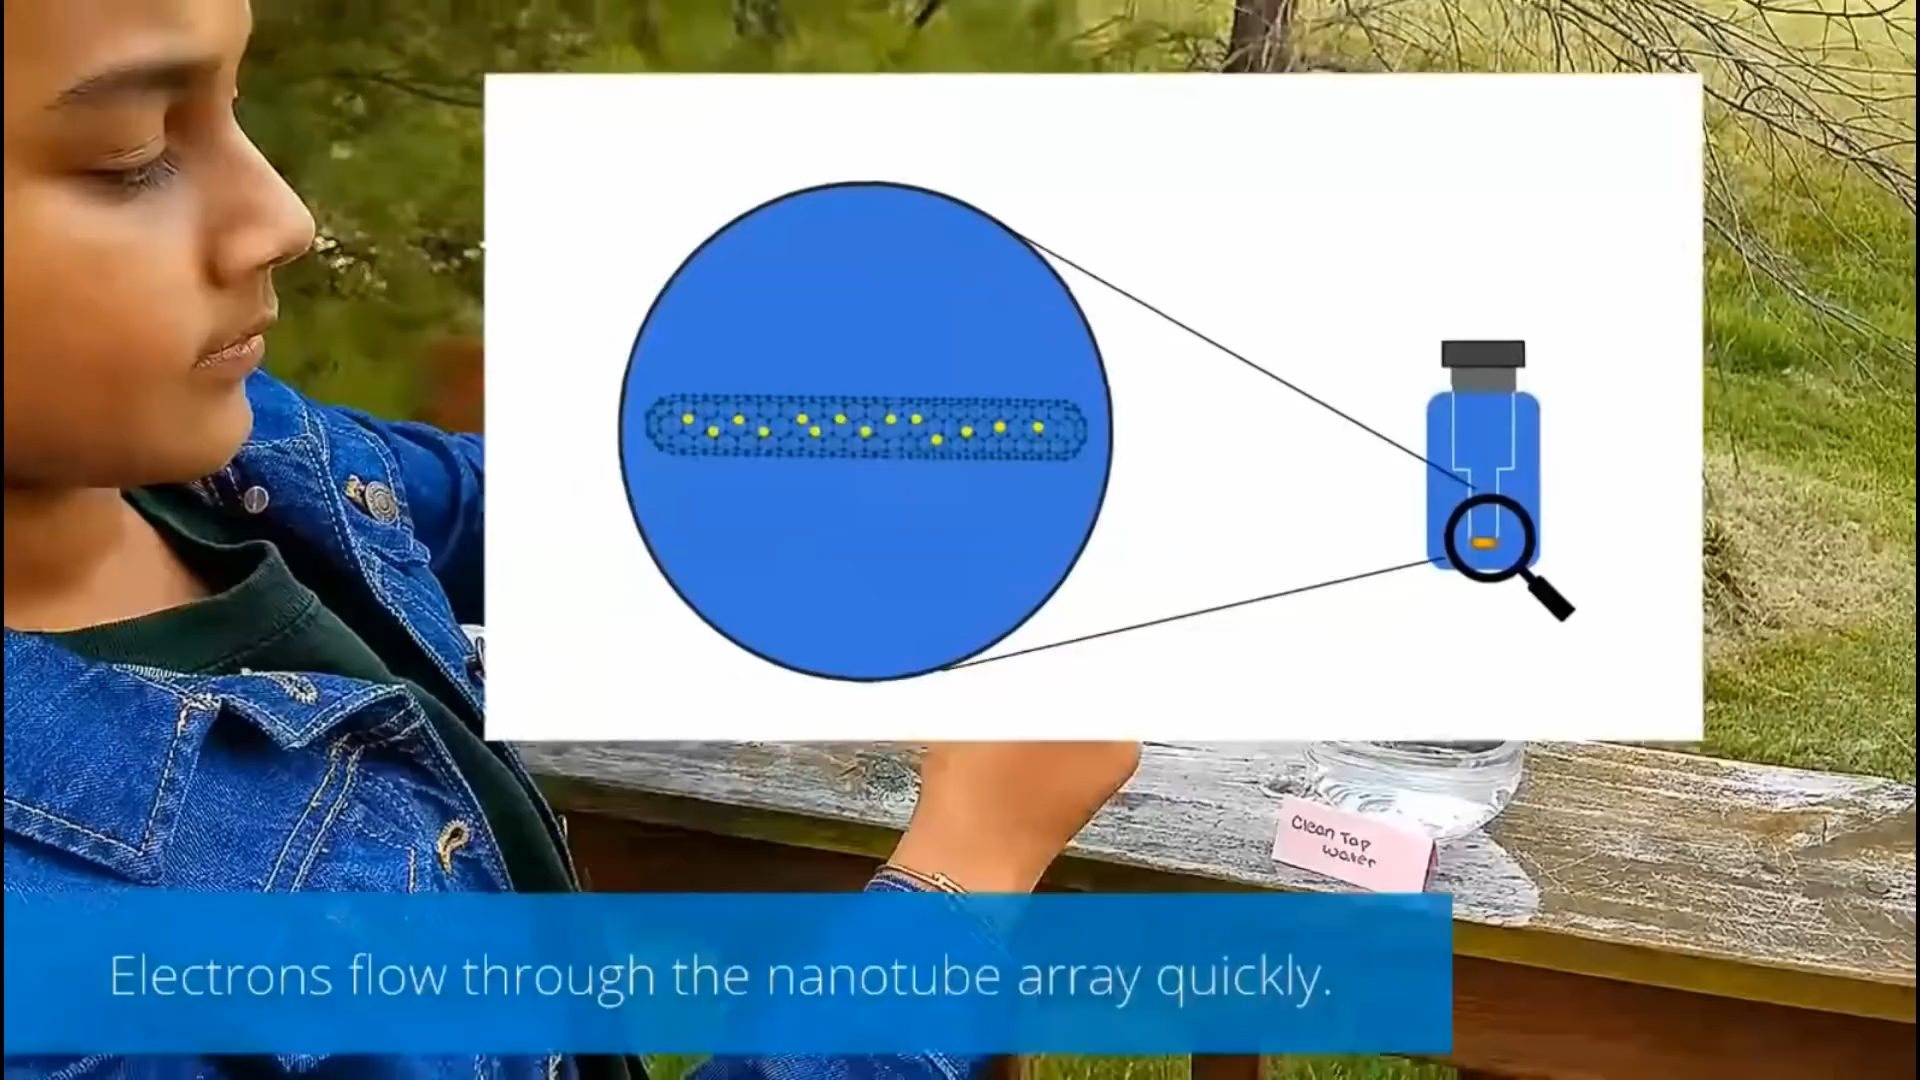 Clean Tap
Water
Electrons flow through the nanotube array quickly.